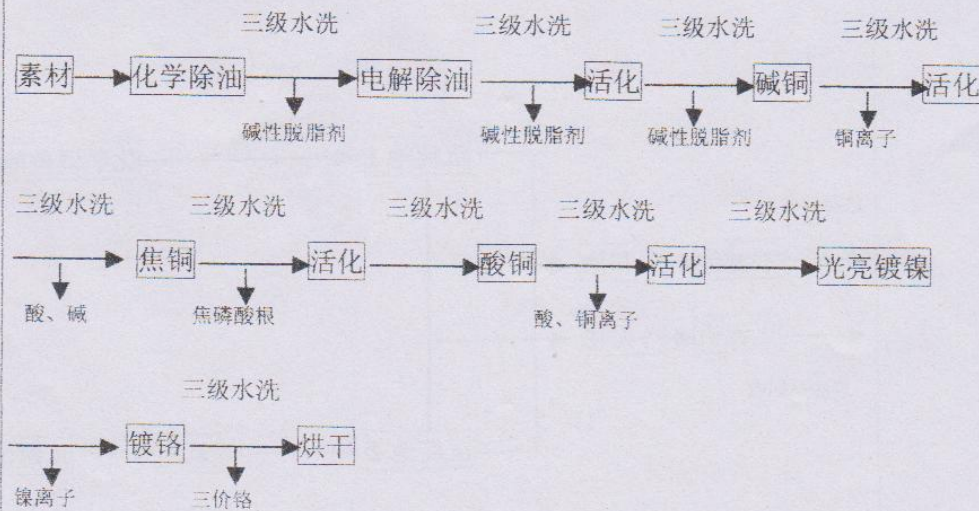 三级水洗 三级水洗 三级水洗 三级水洗
素材 化学除油 电解除油 活化 碱铜 活化
碱性脱脂剂 碱性脱脂剂 碱性脱脂剂 铜离子
三级水洗 三级水洗 三级水洗 三级水洗 三级水洗
焦铜 活化 酸铜 活化 光亮镀镍
酸、碱 焦磷酸根 酸、铜离子
三级水洗
镀铬 烘干
镍离子 三价铬